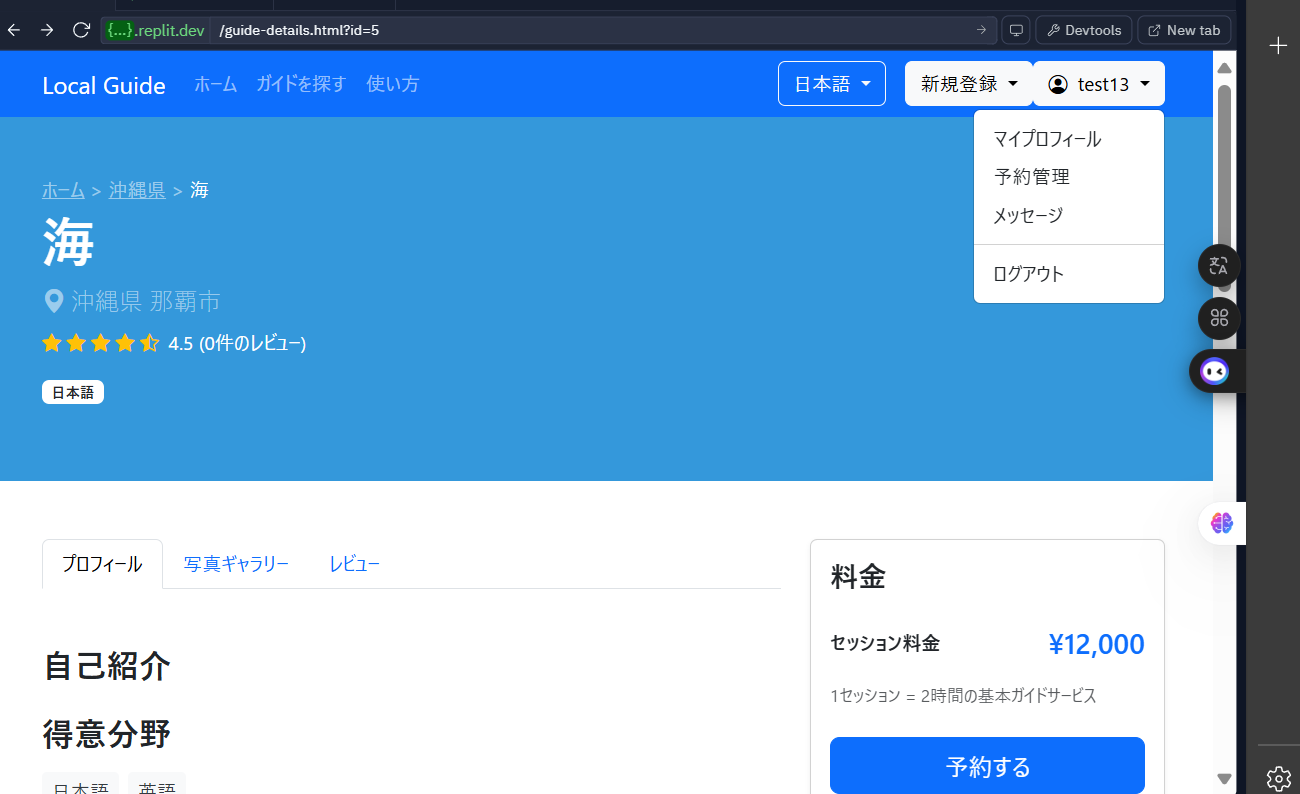 {...}.replit.dev /guide-details.html?id=5 Devtools New tab
Local Guide ホーム ガイドを探す 使い方 日本語 新規登録 test13
マイプロフィール
予約管理
メッセージ
ログアウト
ホーム > 沖縄県 > 海
海
沖縄県 那覇市
4.5 (0件のレビュー)
日本語
プロフィール 写真ギャラリー レビュー
自己紹介
得意分野
日本語 英語
料金
セッション料金 ¥12,000
1セッション = 2時間の基本ガイドサービス
予約する